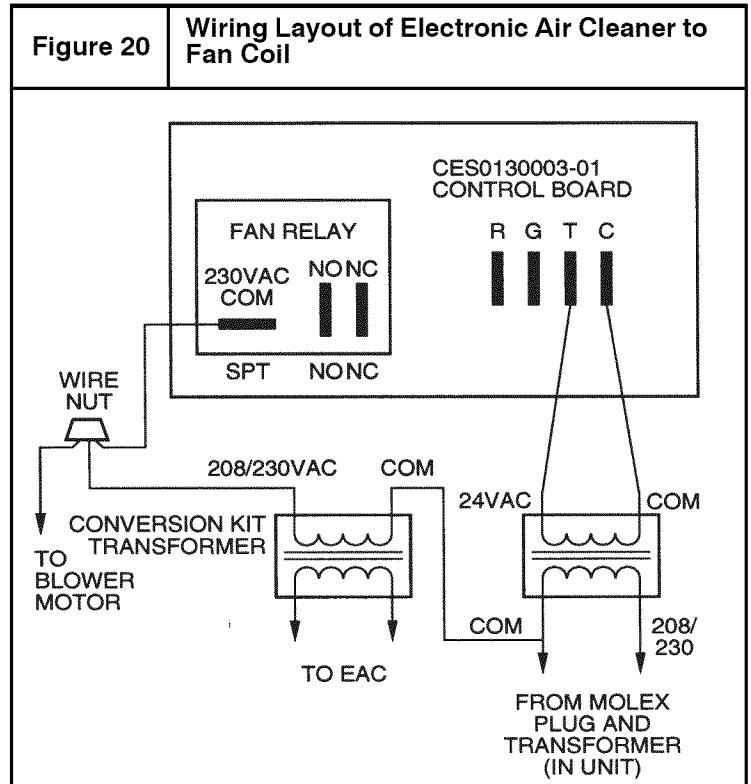 Figure 20
Wiring Layout of Electronic Air Cleaner to
Fan Coil
CES0130003-01
CONTROL BOARD
R G T C
FAN RELAY
230VAC
COM
NO NC
SPT
NO NC
WIRE
NUT
208/230VAC
COM
24VAC
COM
CONVERSION KIT
TRANSFORMER
TO
BLOWER
MOTOR
TO EAC
COM
208/
230
FROM MOLEX
PLUG AND
TRANSFORMER
(IN UNIT)